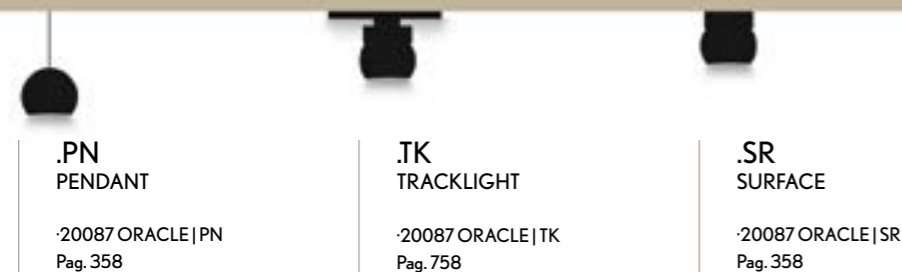 .PN
PENDANT
·20087 ORACLE|PN
Pag. 358
.TK
TRACKLIGHT
·20087 ORACLE|TK
Pag. 758
.SR
SURFACE
·20087 ORACLE|SR
Pag. 358